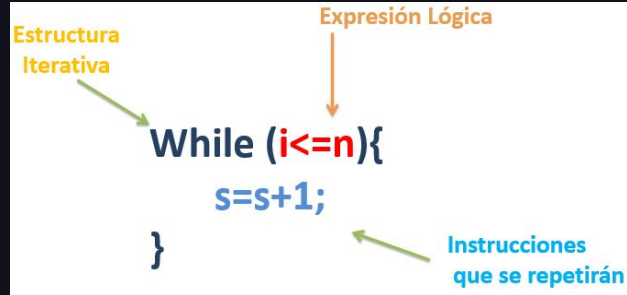 Expresión Lógica
Estructura
Iterativa
While (i<=n){
s=s+1;
}
Instrucciones
que se repetirán